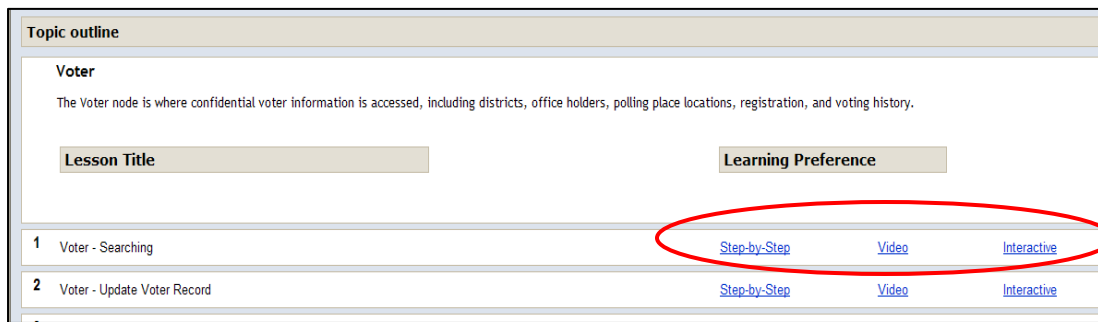 Topic outline
Voter
The Voter node is where confidential voter information is accessed, including districts, office holders, polling place locations, registration, and voting history.
Lesson Title Learning Preference
1 Voter - Searching Step-by-Step Video Interactive
2 Voter - Update Voter Record Step-by-Step Video Interactive